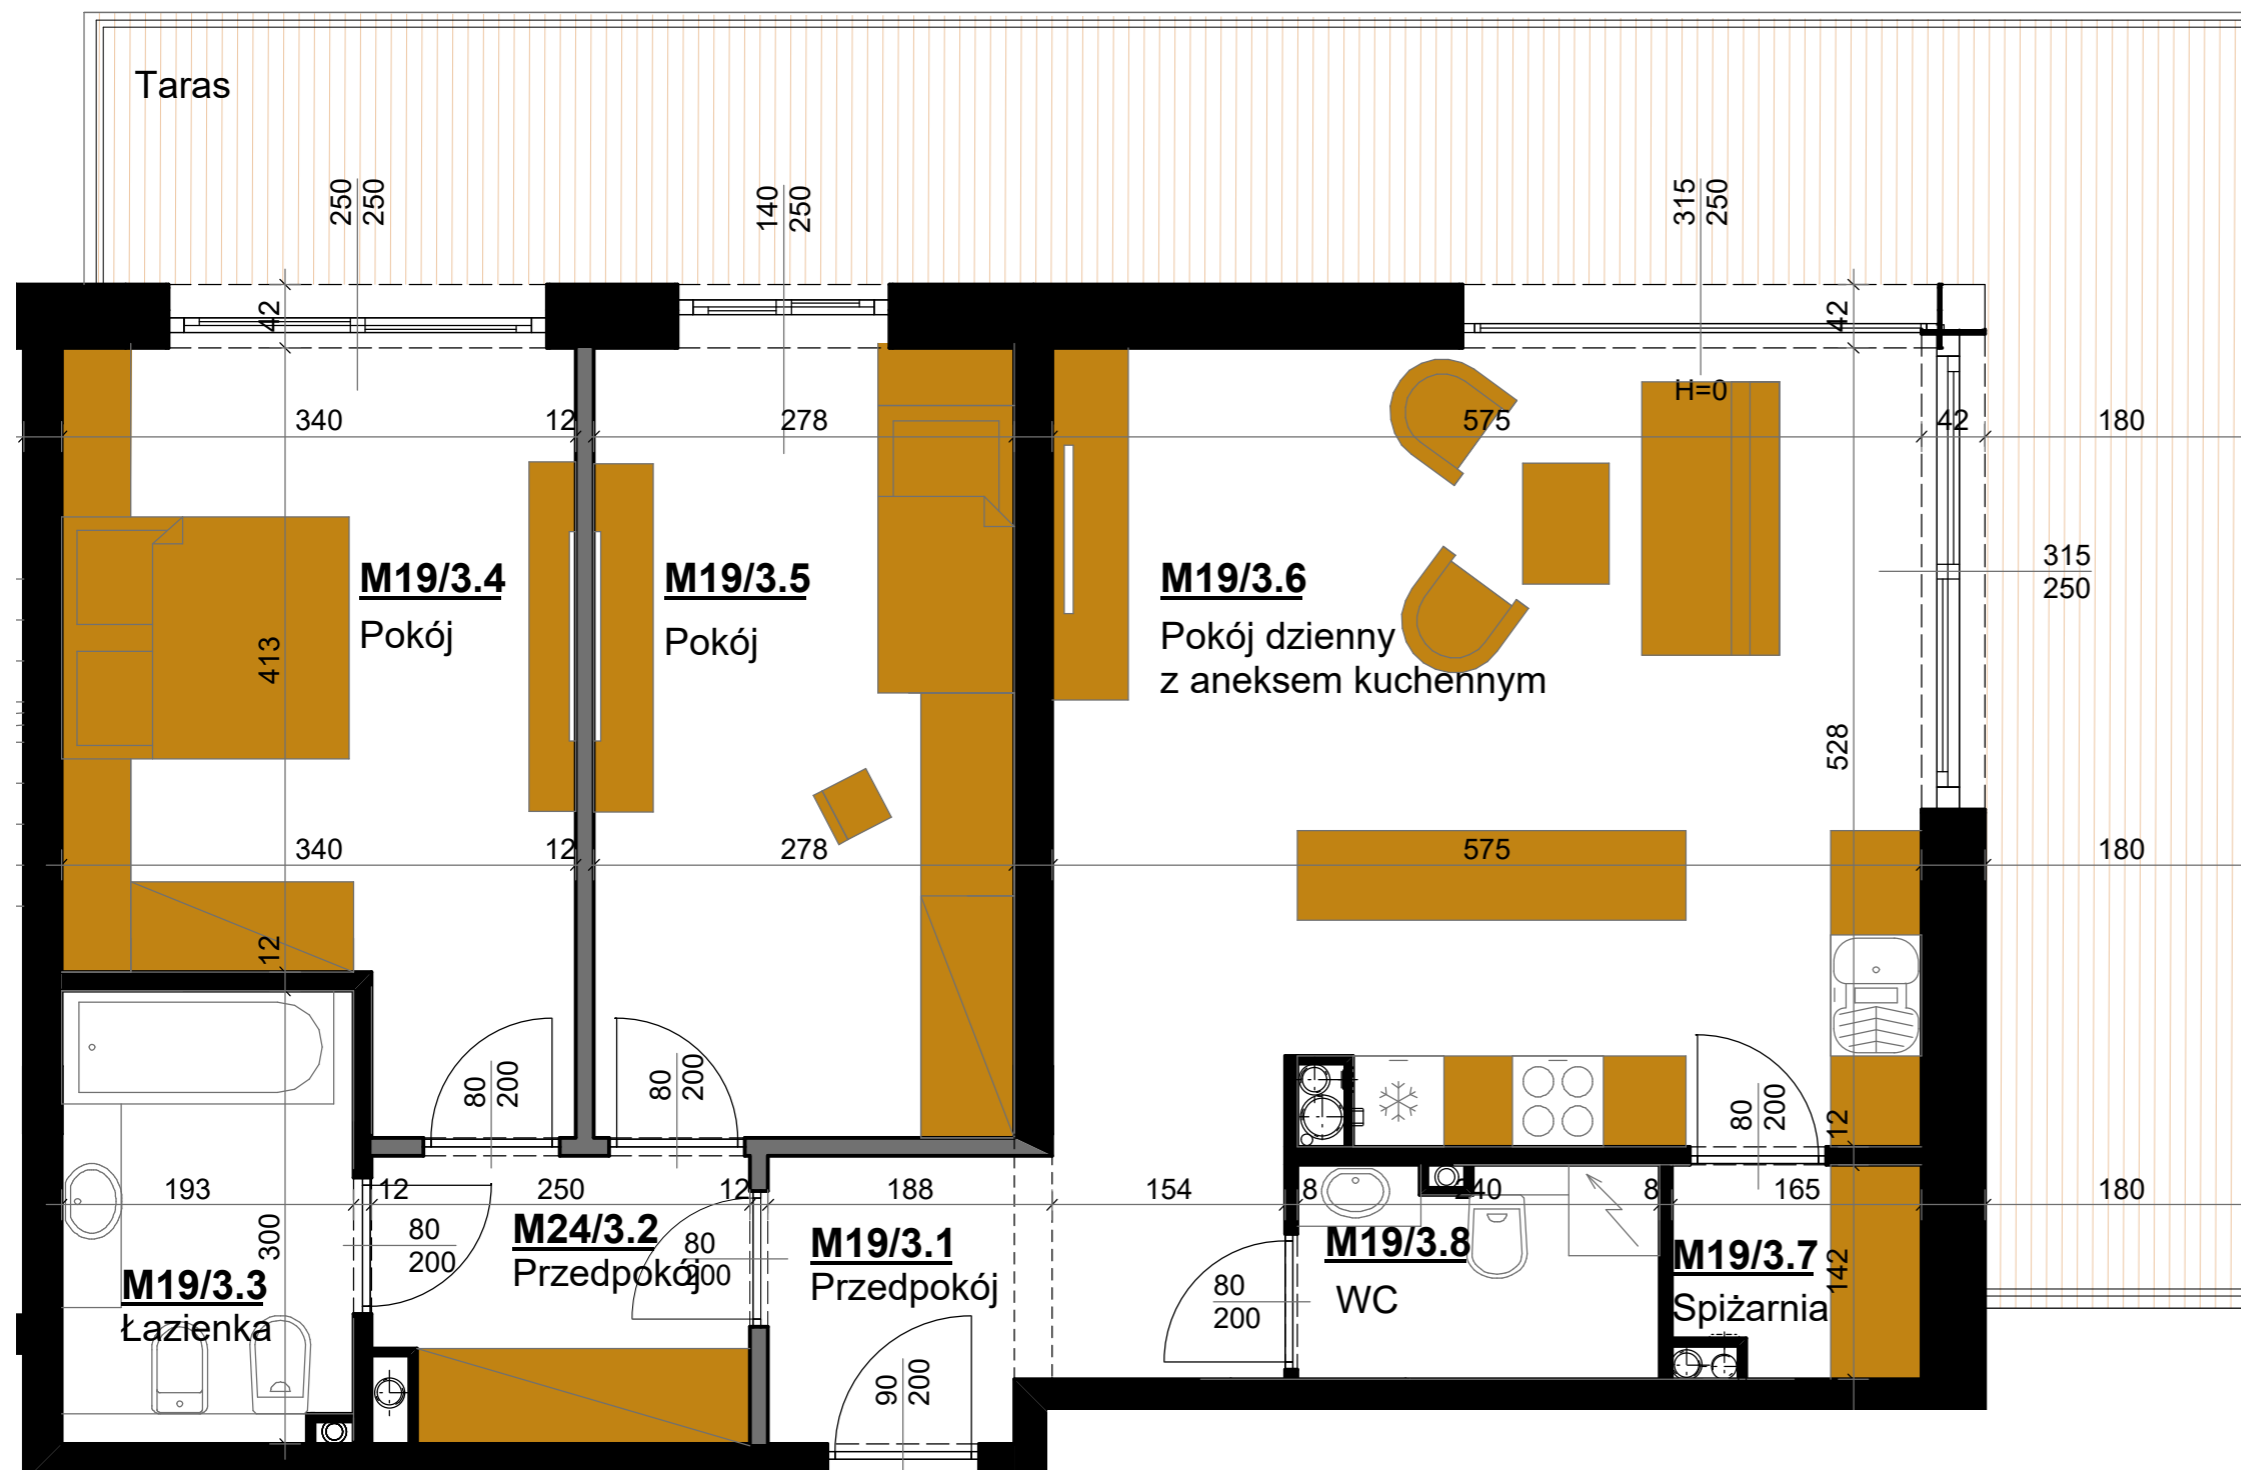 Taras
250
250
140
250
315
250
42
42
H=0
340
12
278
575
42
180
M19/3.4
Pokój
M19/3.5
Pokój
M19/3.6
Pokój dzienny
z aneksem kuchennym
315
250
413
528
340
12
278
575
180
12
80
200
80
200
80
200
12
193
12
250
12
188
154
8
240
8
165
180
80
200
M24/3.2
Przedpokój
80
200
M19/3.1
Przedpokój
M19/3.8
WC
M19/3.7
Spiżarnia
142
300
M19/3.3
Łazienka
80
200
90
200